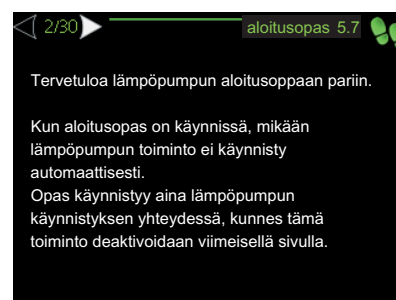 2/30
aloitusopas 5.7
Tervetuloa lämpöpumpun aloitusoppaan pariin.
Kun aloitusopas on käynnissä, mikään
lämpöpumpun toiminto ei käynnisty
automaattisesti.
Opas käynnistyy aina lämpöpumpun
käynnistyksen yhteydessä, kunnes tämä
toiminto deaktivoidaan viimeisellä sivulla.